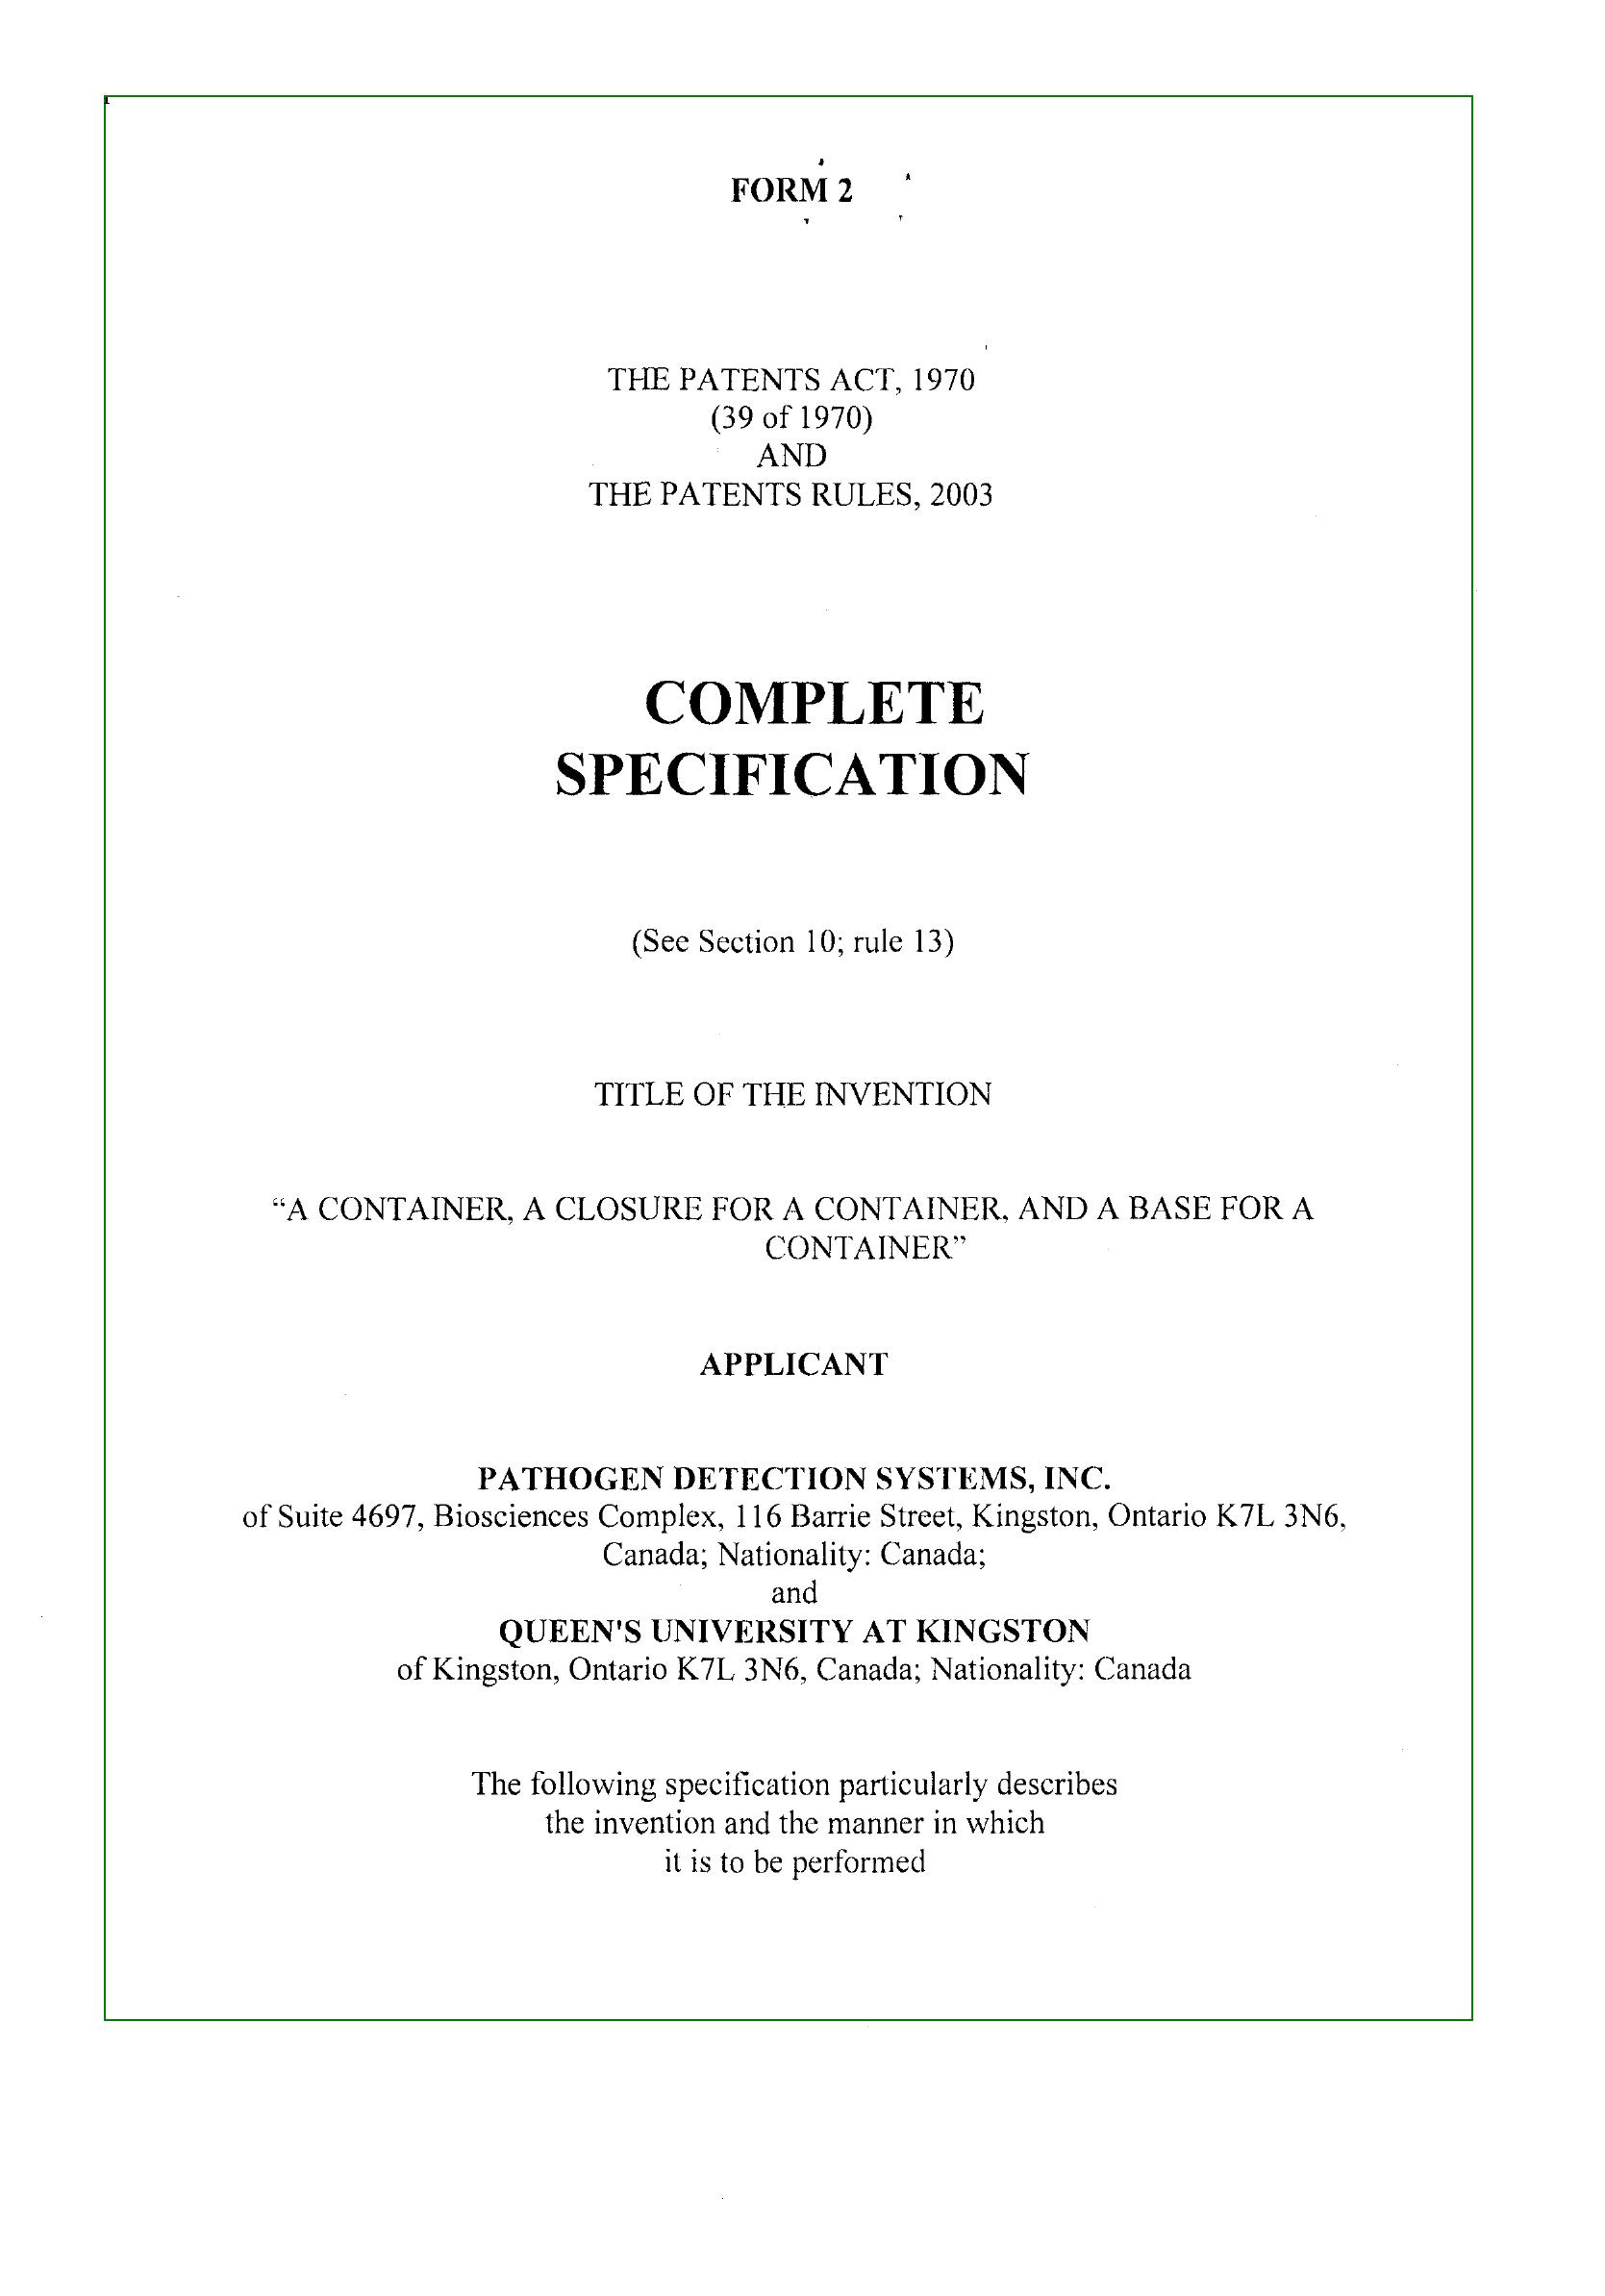 FORM 2
THE PATENTS ACT, 1970
(39 of 1970)
AND
THE PATENTS RULES, 2003
COMPLETE
SPECIFICATION
(See Section 10; rule 13)
TITLE OF THE INVENTION
“A CONTAINER, A CLOSURE FOR A CONTAINER, AND A BASE FOR A
CONTAINER”
APPLICANT
PATHOGEN DETECTION SYSTEMS, INC.
of Suite 4697, Biosciences Complex, 116 Barrie Street, Kingston, Ontario K7L 3N6,
Canada; Nationality: Canada;
and
QUEEN'S UNIVERSITY AT KINGSTON
of Kingston, Ontario K7L 3N6, Canada; Nationality: Canada
The following specification particularly describes
the invention and the manner in which
it is to be performed